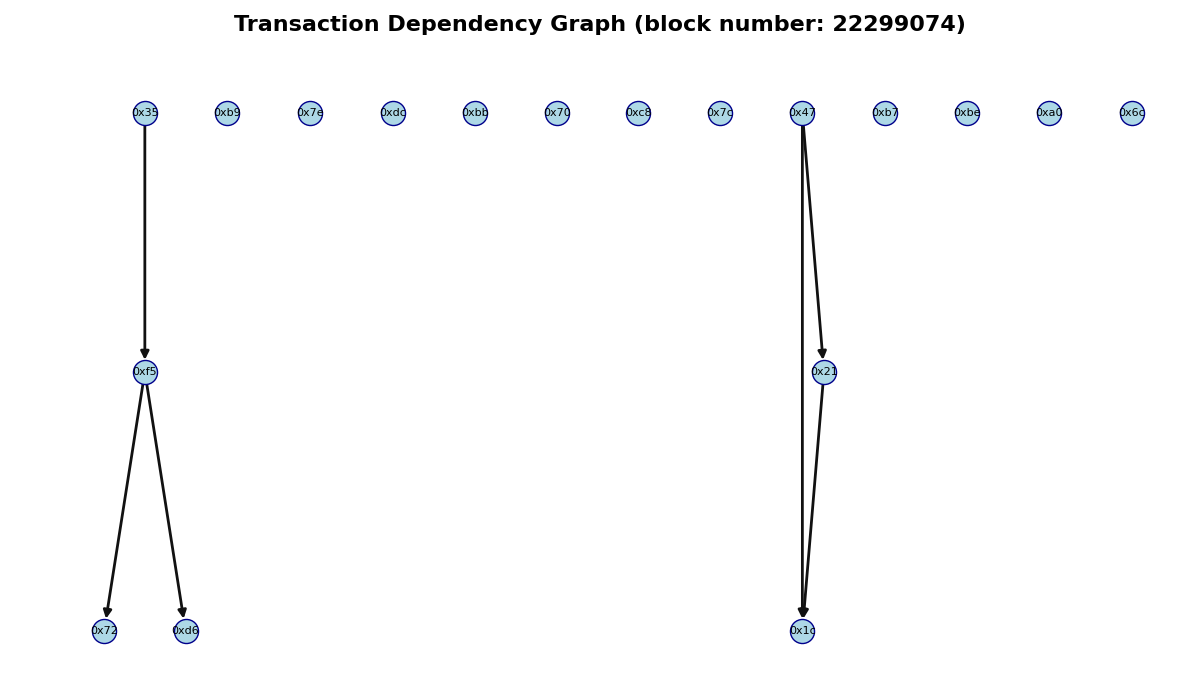 Transaction Dependency Graph (block number: 22299074)
0x35 0xb9 0x7e 0xdc 0xbb 0x70 0xc8 0x7c 0x47 0xb7 0xbe 0xa0 0x6c
0xf5 0x21
0x72 0xd6 0x1c